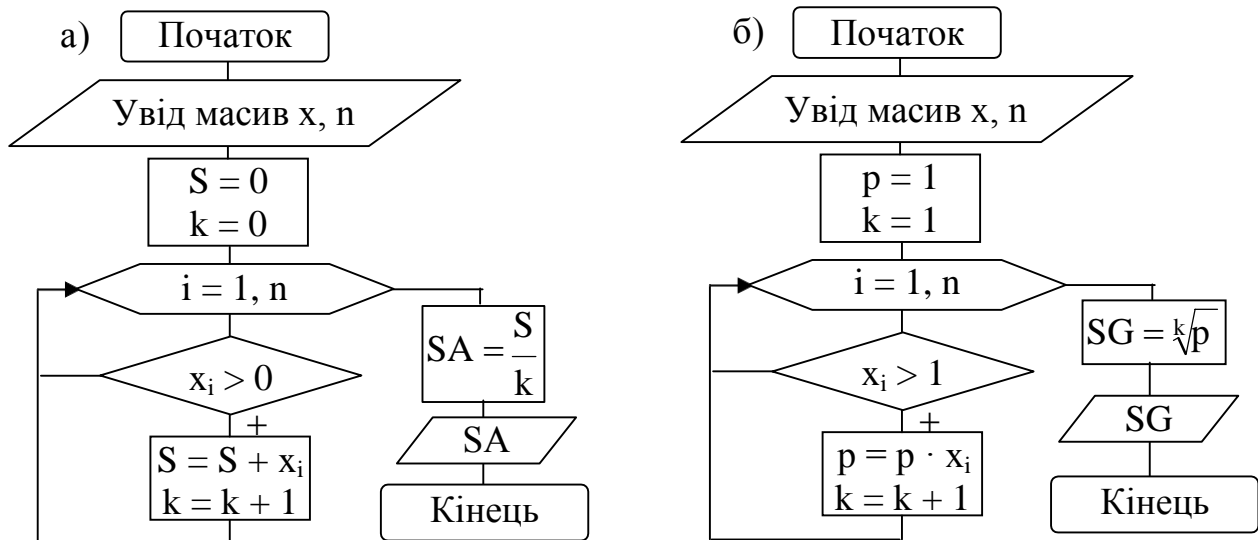 а)
Початок
Увід масив x, n
S = 0
k = 0
i = 1, n
xᵢ > 0
+
S = S + xᵢ
k = k + 1
SA = S/k
SA
Кінець
б)
Початок
Увід масив x, n
p = 1
k = 1
i = 1, n
xᵢ > 1
+
p = p · xᵢ
k = k + 1
SG = ᵏ√p
SG
Кінець